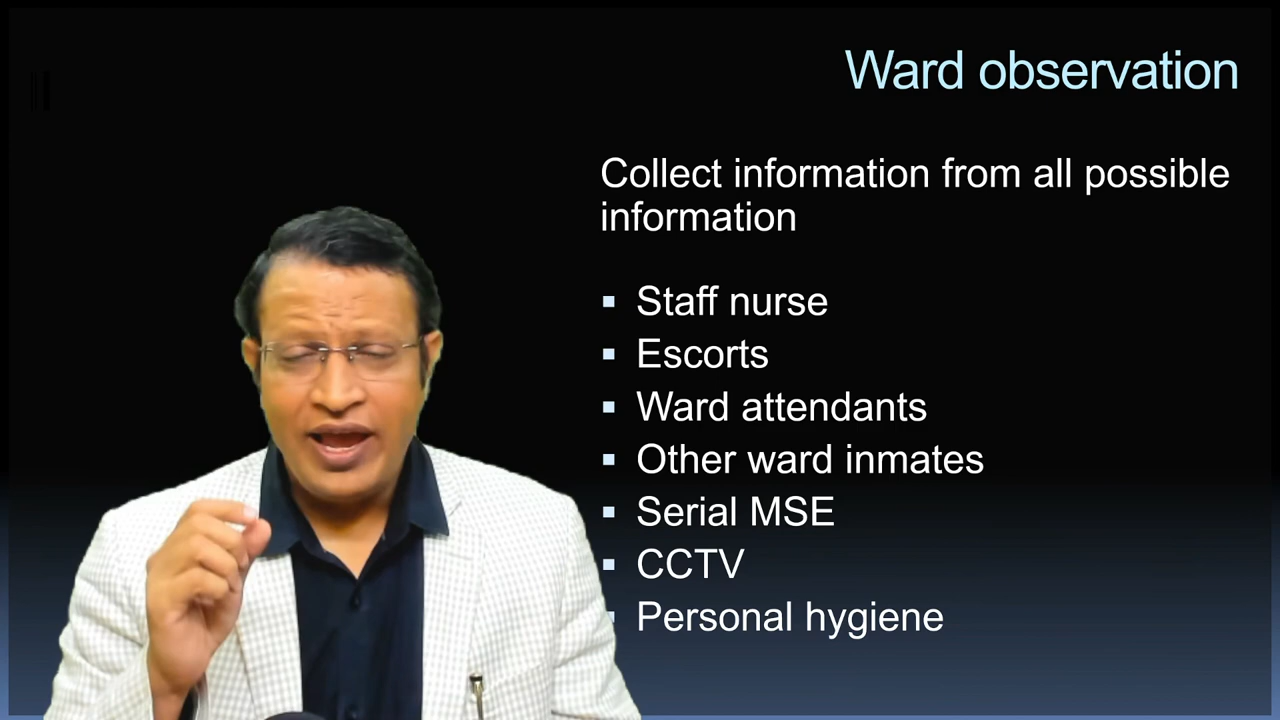 Ward observation
Collect information from all possible
information
Staff nurse
Escorts
Ward attendants
Other ward inmates
Serial MSE
CCTV
Personal hygiene